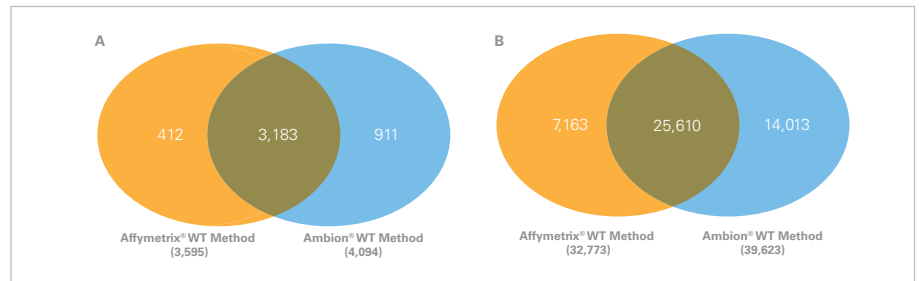 A
412
3,183
911
Affymetrix® WT Method
(3,595)
Ambion® WT Method
(4,094)
B
7,163
25,610
14,013
Affymetrix® WT Method
(32,773)
Ambion® WT Method
(39,623)